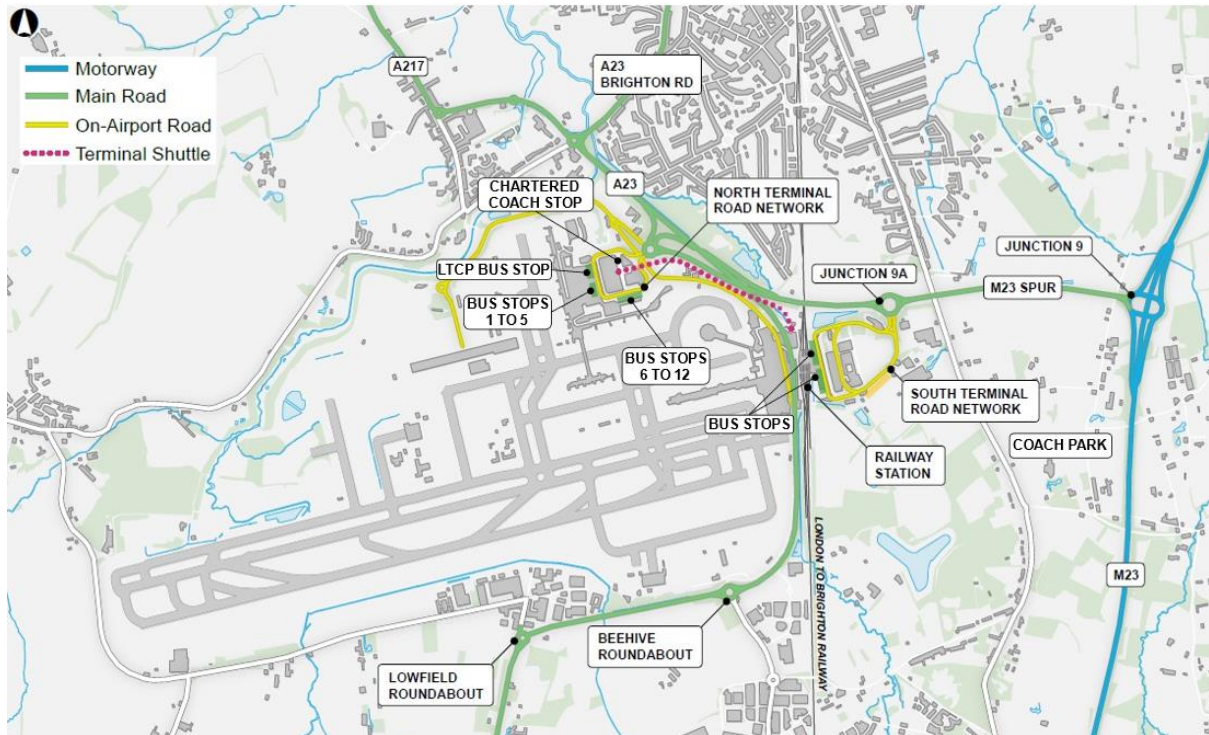 Motorway
Main Road
On-Airport Road
Terminal Shuttle
A217
A23
BRIGHTON RD
CHARTERED
COACH STOP
A23
NORTH TERMINAL
ROAD NETWORK
LTCP BUS STOP
BUS STOPS
1 TO 5
JUNCTION 9A
JUNCTION 9
M23 SPUR
BUS STOPS
6 TO 12
BUS STOPS
SOUTH TERMINAL
ROAD NETWORK
RAILWAY
STATION
COACH PARK
LONDON TO BRIGHTON RAILWAY
M23
BEEHIVE
ROUNDABOUT
LOWFIELD
ROUNDABOUT